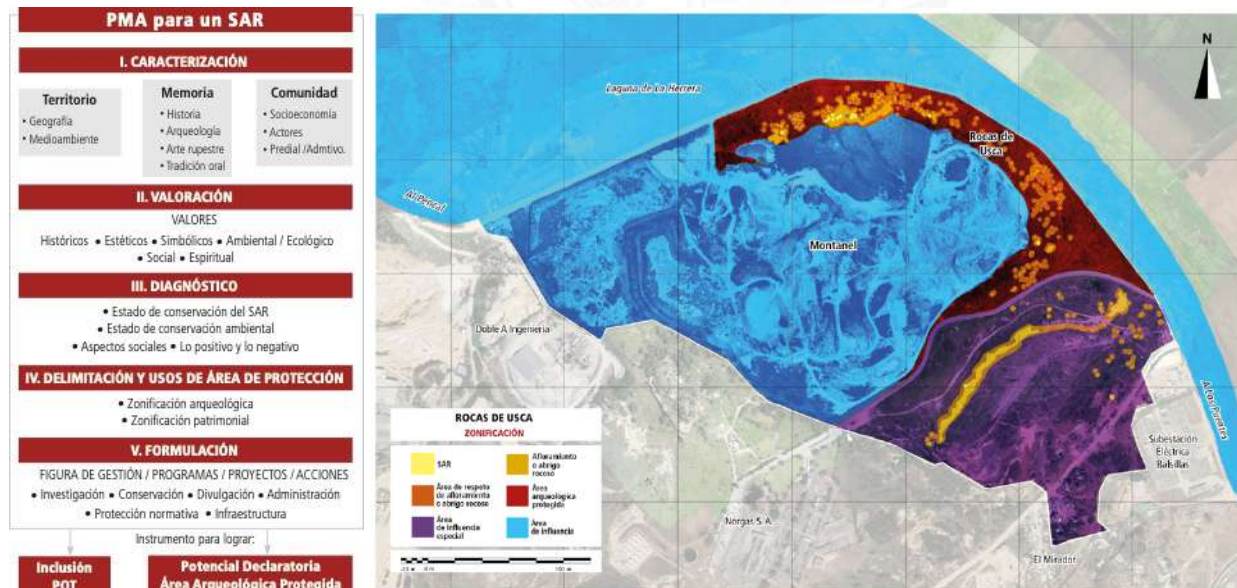 PMA para un SAR
I. CARACTERIZACIÓN
Territorio
• Geografía
• Medioambiente
Memoria
• Historia
• Arqueología
• Arte rupestre
• Tradición oral
Comunidad
• Socioeconomía
• Actores
• Predial /Admtivo.
II. VALORACIÓN
VALORES
Históricos • Estéticos • Simbólicos • Ambiental / Ecológico
• Social • Espiritual
III. DIAGNÓSTICO
• Estado de conservación del SAR
• Estado de conservación ambiental
• Aspectos sociales • Lo positivo y lo negativo
IV. DELIMITACIÓN Y USOS DE ÁREA DE PROTECCIÓN
• Zonificación arqueológica
• Zonificación patrimonial
V. FORMULACIÓN
FIGURA DE GESTIÓN / PROGRAMAS / PROYECTOS / ACCIONES
• Investigación • Conservación • Divulgación • Administración
• Protección normativa • Infraestructura
Instrumento para lograr:
Inclusión
POT
Potencial Declaratoria
Área Arqueológica Protegida
N
Laguna de La Herrera
Rocas de
Usca
Al Pencal
Montanel
Doble A Ingeniería
A Las Puentes
Subestación
Eléctrica
Balsillas
Norgas S. A.
El Mirador
ROCAS DE USCA
ZONIFICACIÓN
SAR
Afloramiento
o abrigo
rocoso
Área de respeto
de afloramiento
o abrigo rocoso
Área
arqueológica
protegida
Área
de influencia
especial
Área
de influencia